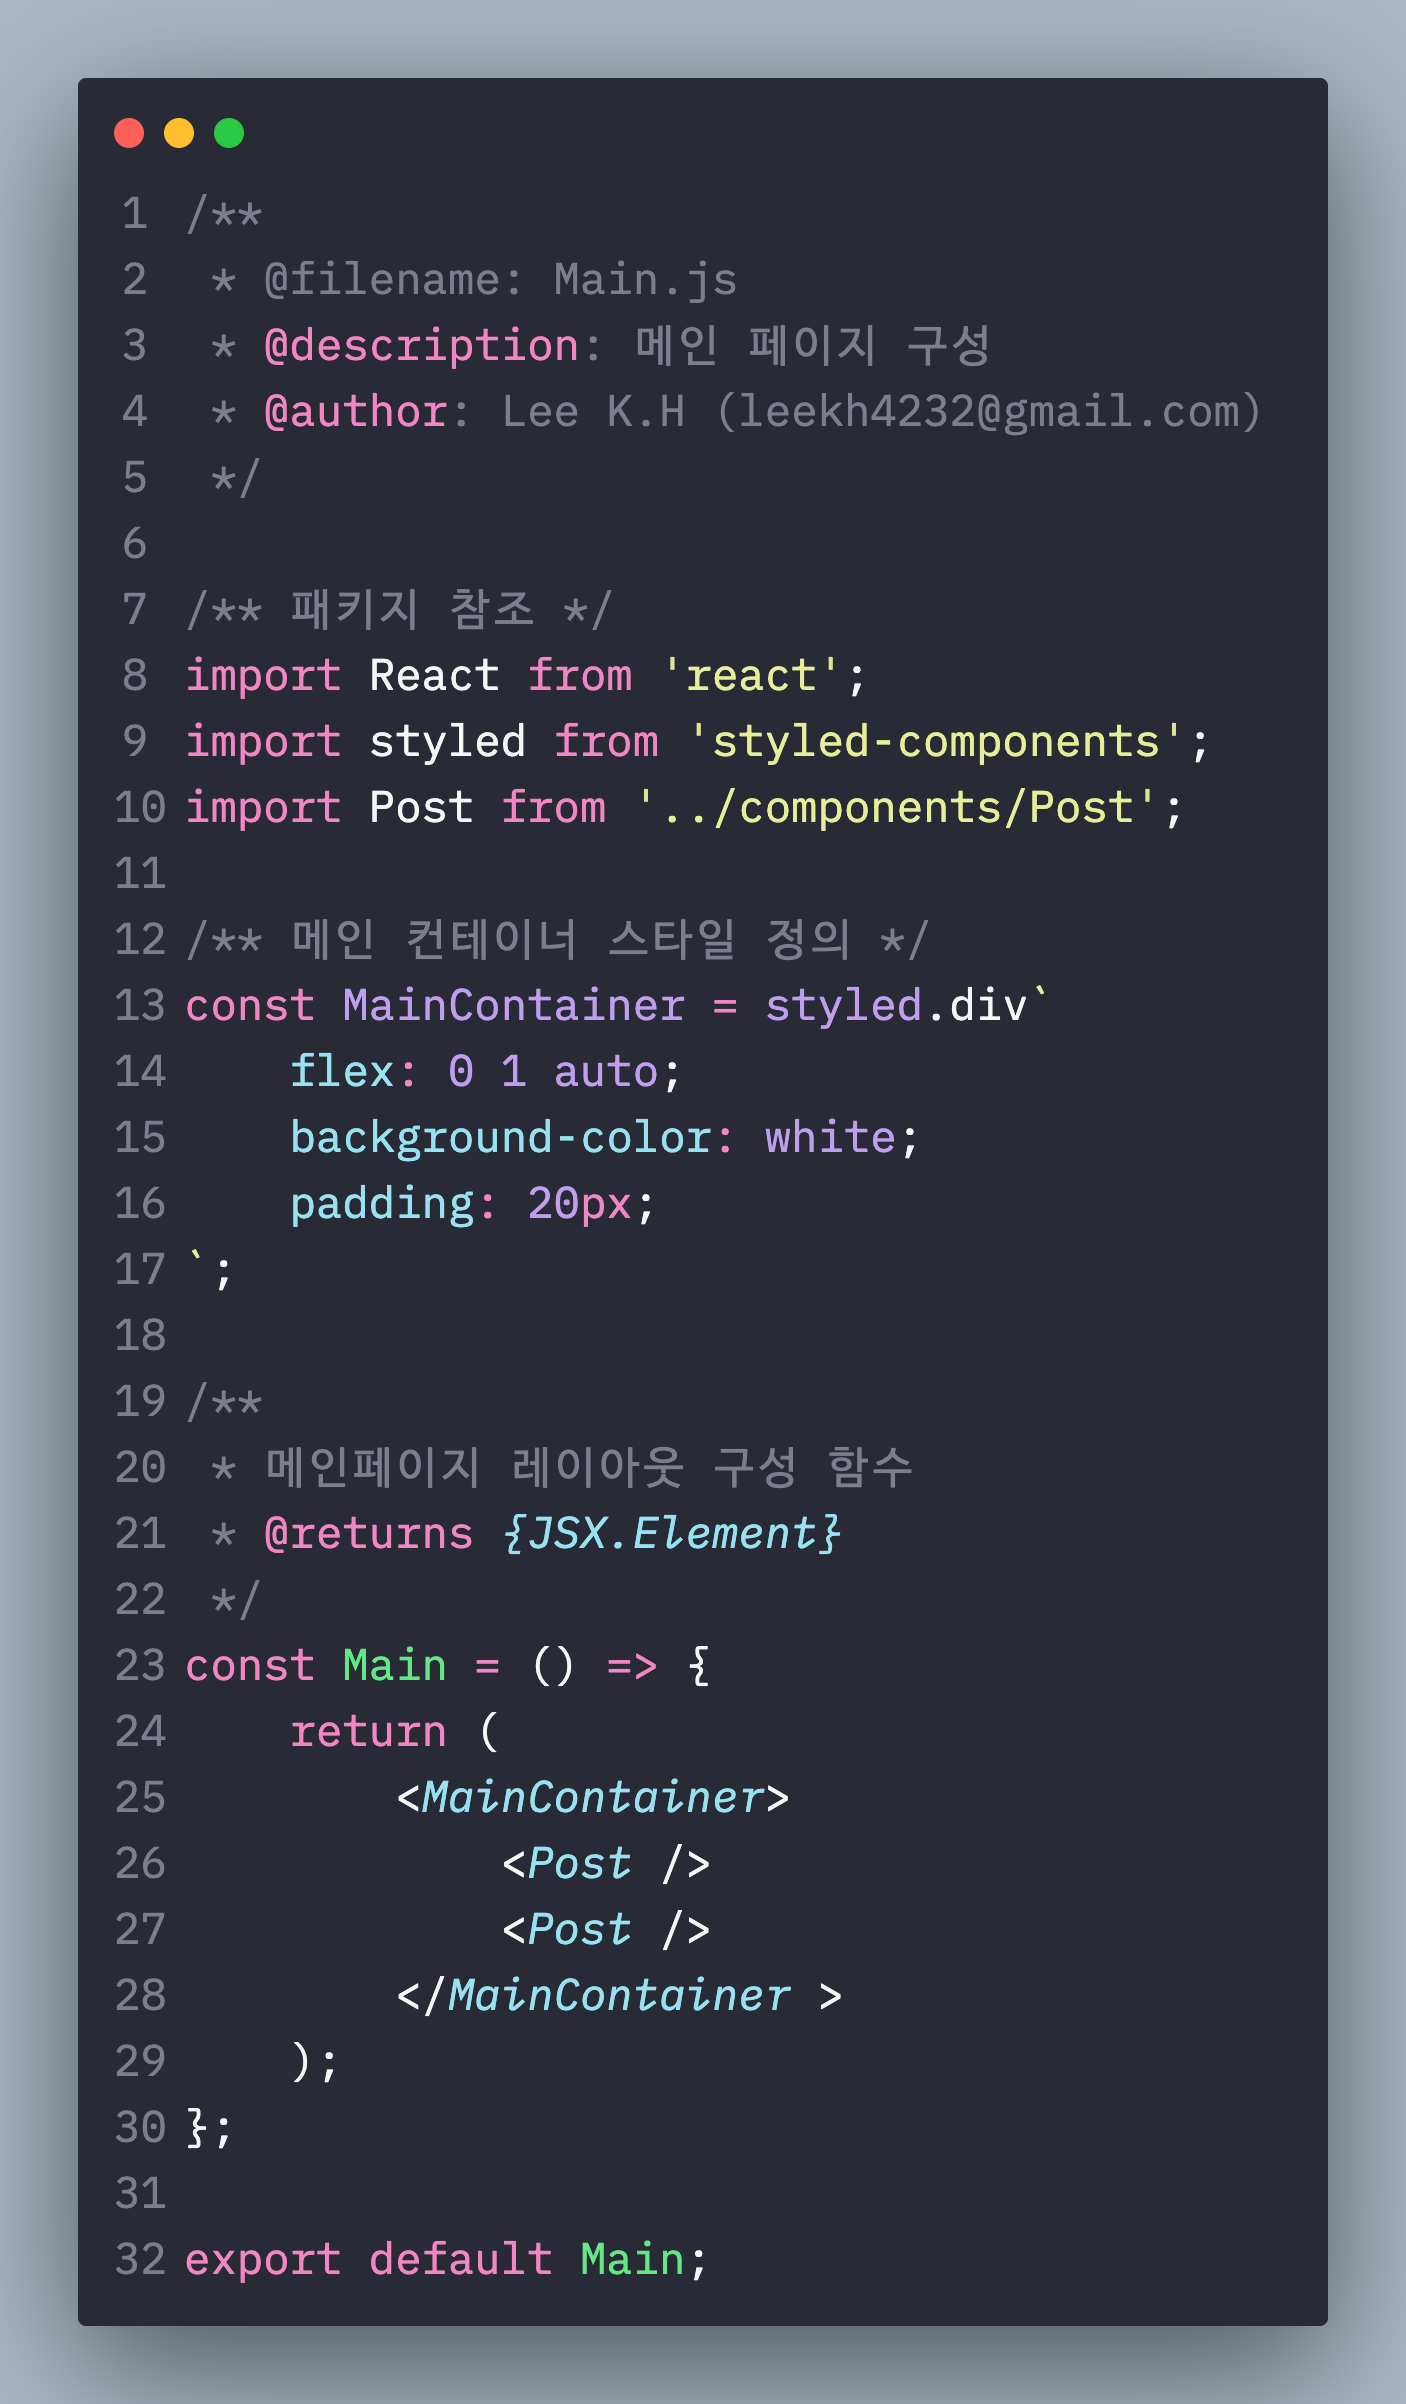 1 /**
2  * @filename: Main.js
3  * @description: 메인 페이지 구성
4  * @author: Lee K.H (leekh4232@gmail.com)
5  */
6
7 /** 패키지 참조 */
8 import React from 'react';
9 import styled from 'styled-components';
10 import Post from '../components/Post';
11
12 /** 메인 컨테이너 스타일 정의 */
13 const MainContainer = styled.div`
14     flex: 0 1 auto;
15     background-color: white;
16     padding: 20px;
17 `;
18
19 /**
20  * 메인페이지 레이아웃 구성 함수
21  * @returns {JSX.Element}
22  */
23 const Main = () => {
24     return (
25         <MainContainer>
26             <Post />
27             <Post />
28         </MainContainer >
29     );
30 };
31
32 export default Main;